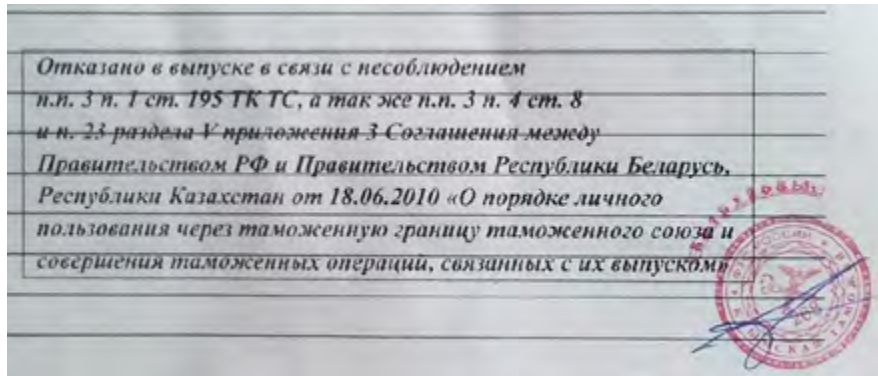 Отказано в выпуске в связи с несоблюдением
п.п. 3 п. 1 ст. 195 ТК ТС, а так же п.п. 3 п. 4 ст. 8
и п. 23 раздела V приложения 3 Соглашения между
Правительством РФ и Правительством Республики Беларусь,
Республики Казахстан от 18.06.2010 «О порядке личного
пользования через таможенную границу таможенного союза и
совершения таможенных операций, связанных с их выпуском»